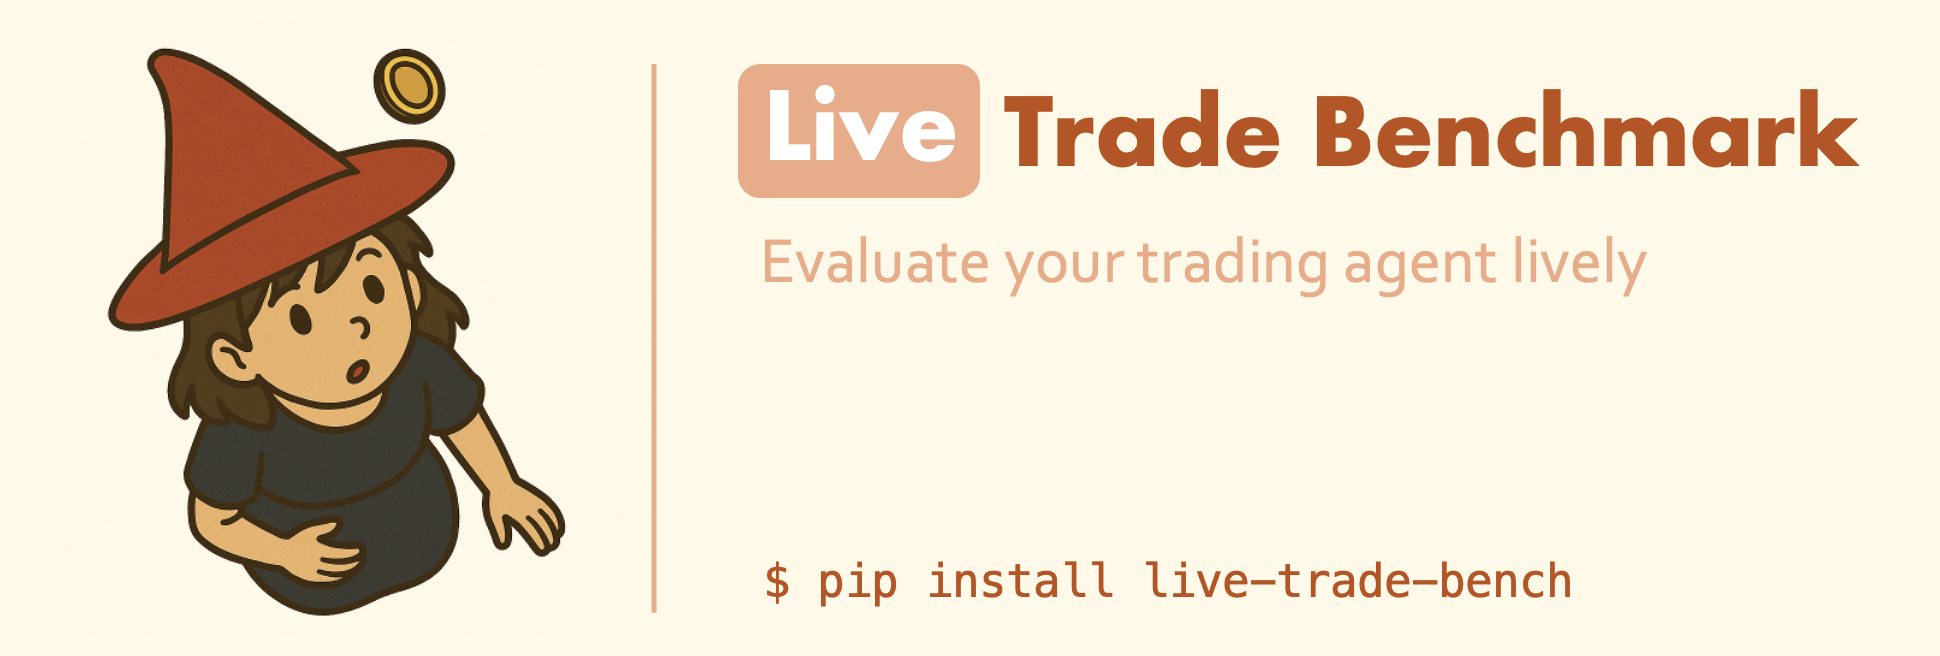 Live Trade Benchmark
Evaluate your trading agent lively
$ pip install live-trade-bench